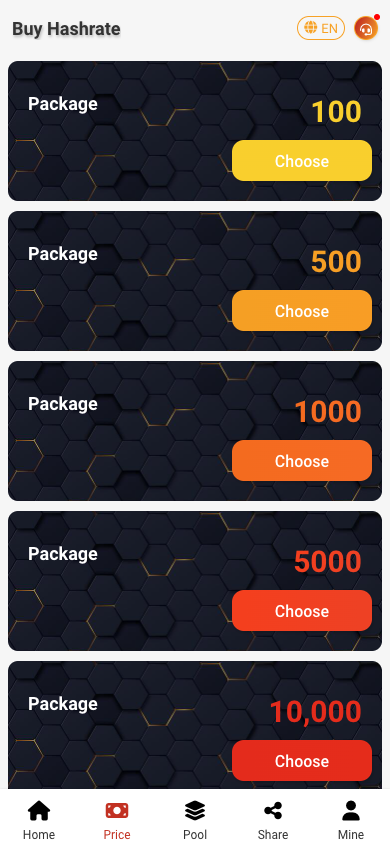 Buy Hashrate
EN
Package
100
Choose
Package
500
Choose
Package
1000
Choose
Package
5000
Choose
Package
10,000
Choose
Home
Price
Pool
Share
Mine